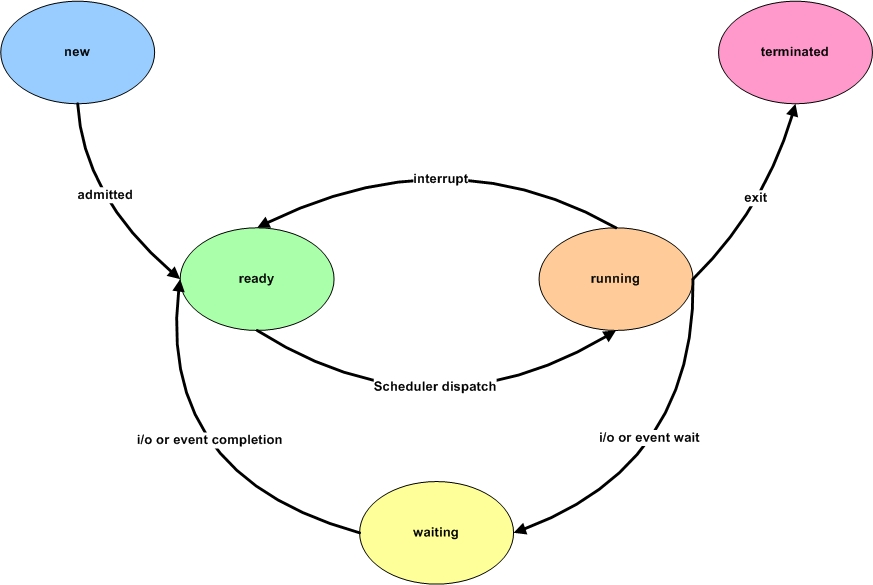 new
terminated
interrupt
admitted
exit
ready
running
Scheduler dispatch
i/o or event completion
i/o or event wait
waiting